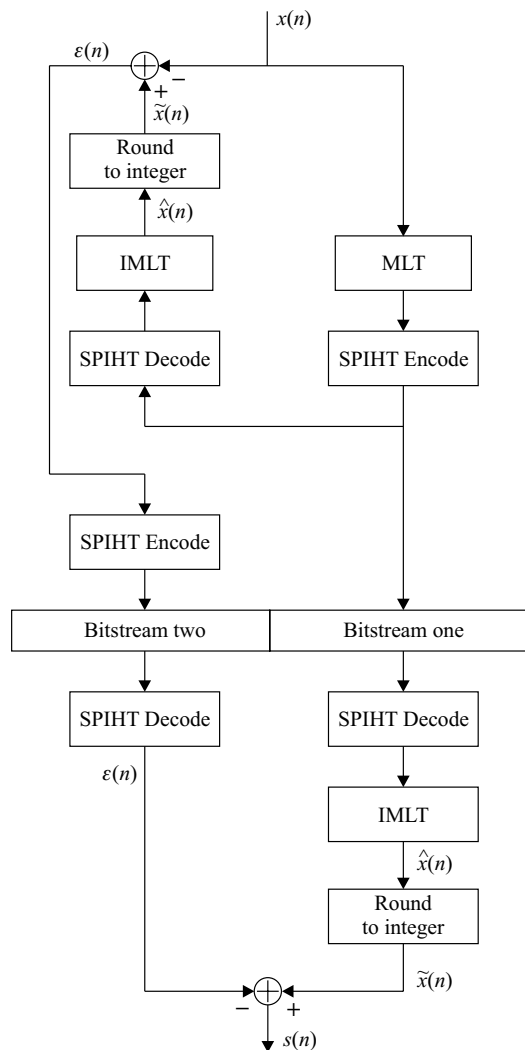 x(n)
ε(n)
−
+
x̃(n)
Round
to integer
x̂(n)
IMLT
MLT
SPIHT Decode
SPIHT Encode
SPIHT Encode
Bitstream two
Bitstream one
SPIHT Decode
SPIHT Decode
ε(n)
IMLT
x̂(n)
Round
to integer
x̃(n)
−
+
s(n)